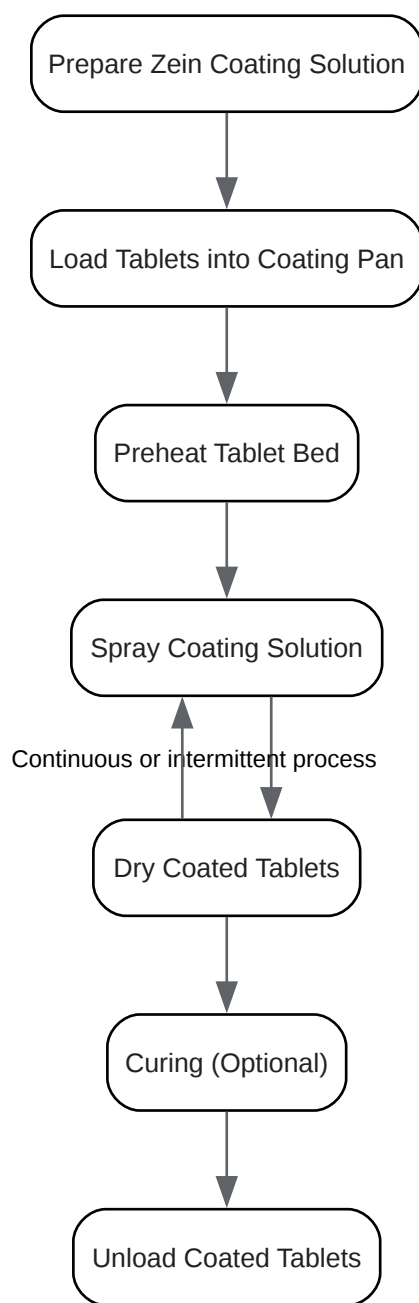 Prepare Zein Coating Solution
Load Tablets into Coating Pan
Preheat Tablet Bed
Spray Coating Solution
Continuous or intermittent process
Dry Coated Tablets
Curing (Optional)
Unload Coated Tablets